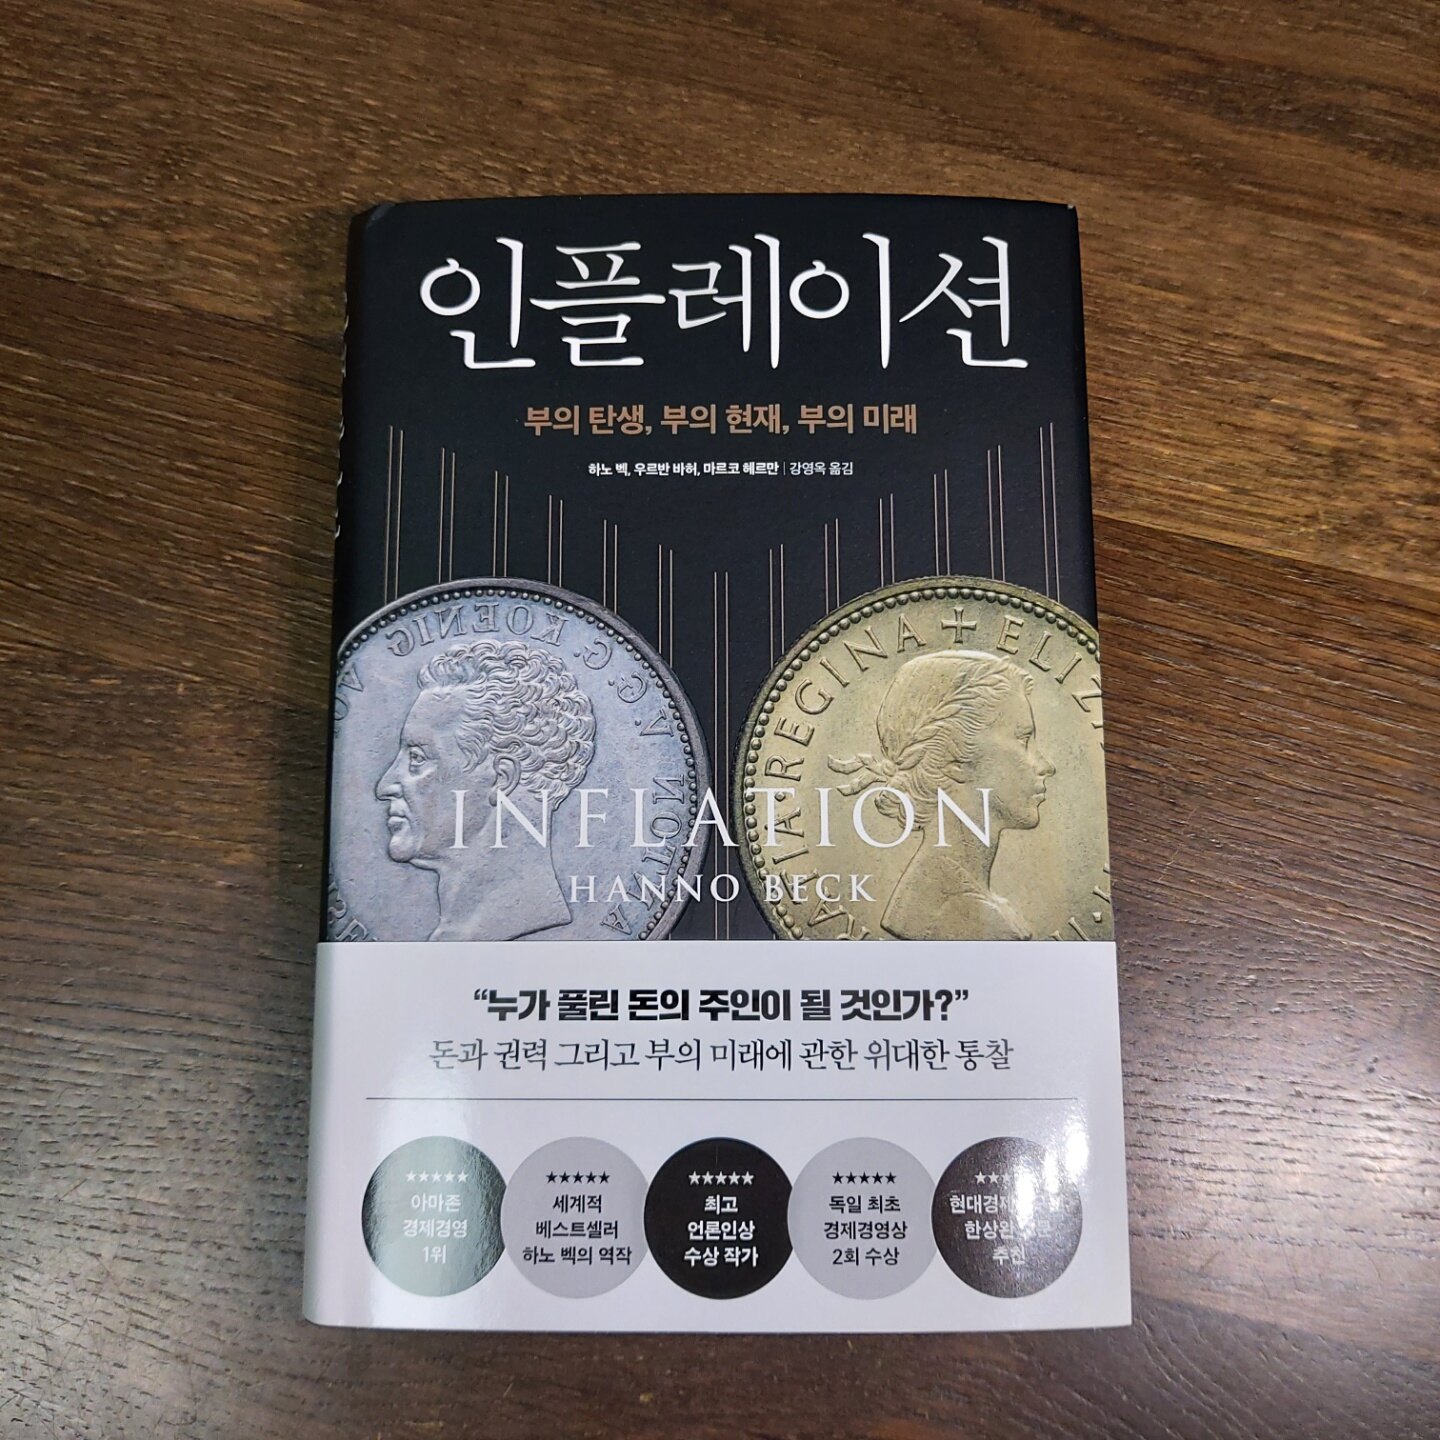 인플레이션
부의 탄생, 부의 현재, 부의 미래
하노 벡, 우르반 바허, 마르코 헤르만 | 강영옥 옮김
V. G. G. KOENIG
REGINA + ELIZ
INFLATION
HANNO BECK
“누가 풀린 돈의 주인이 될 것인가?”
돈과 권력 그리고 부의 미래에 관한 위대한 통찰
★★★★★
아마존
경제경영
1위
★★★★★
세계적
베스트셀러
하노 벡의 역작
★★★★★
최고
언론인상
수상 작가
★★★★★
독일 최초
경제경영상
2회 수상
한상완
추천